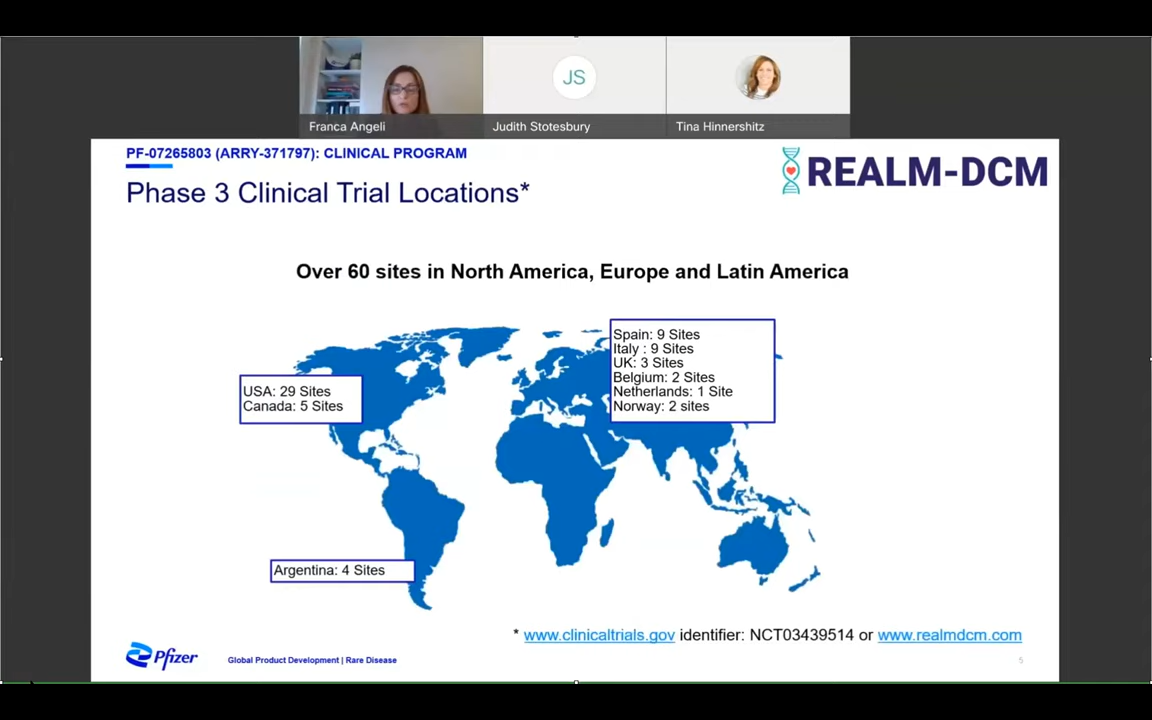 Franca Angeli
JS
Judith Stotesbury
Tina Hinnershitz
PF-07265803 (ARRY-371797): CLINICAL PROGRAM
REALM-DCM
Phase 3 Clinical Trial Locations*
Over 60 sites in North America, Europe and Latin America
Spain: 9 Sites
Italy : 9 Sites
UK: 3 Sites
Belgium: 2 Sites
Netherlands: 1 Site
Norway: 2 sites
USA: 29 Sites
Canada: 5 Sites
Argentina: 4 Sites
* www.clinicaltrials.gov identifier: NCT03439514 or www.realmdcm.com
Pfizer
Global Product Development | Rare Disease
5